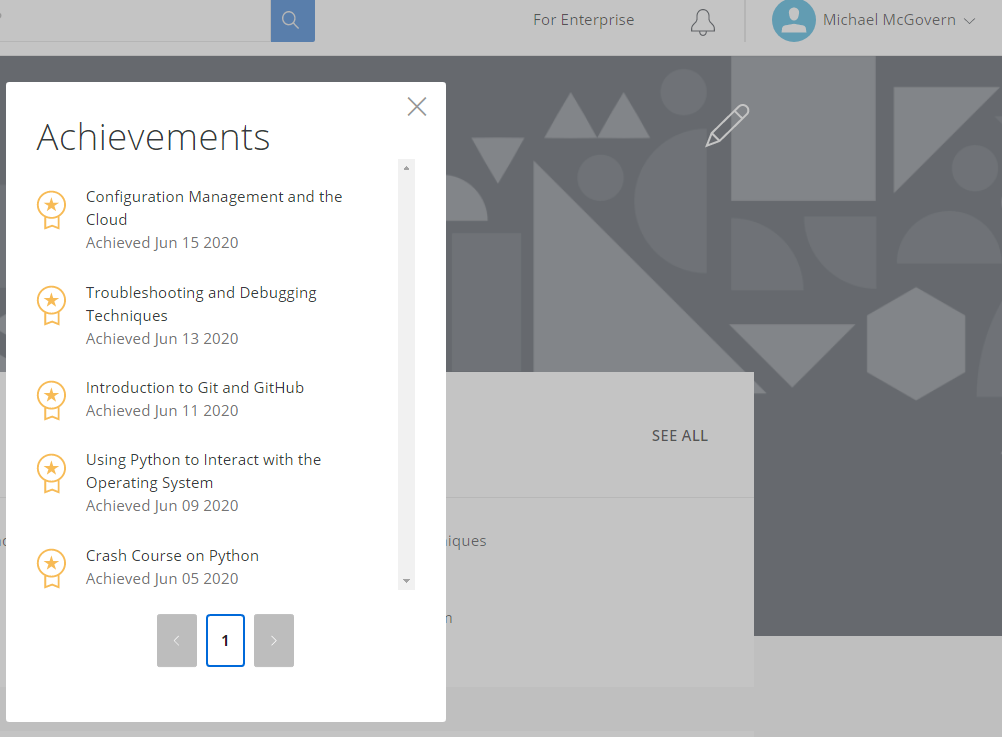 For Enterprise
Michael McGovern
Achievements
Configuration Management and the
Cloud
Achieved Jun 15 2020
Troubleshooting and Debugging
Techniques
Achieved Jun 13 2020
Introduction to Git and GitHub
Achieved Jun 11 2020
Using Python to Interact with the
Operating System
Achieved Jun 09 2020
Crash Course on Python
Achieved Jun 05 2020
1
SEE ALL
iques